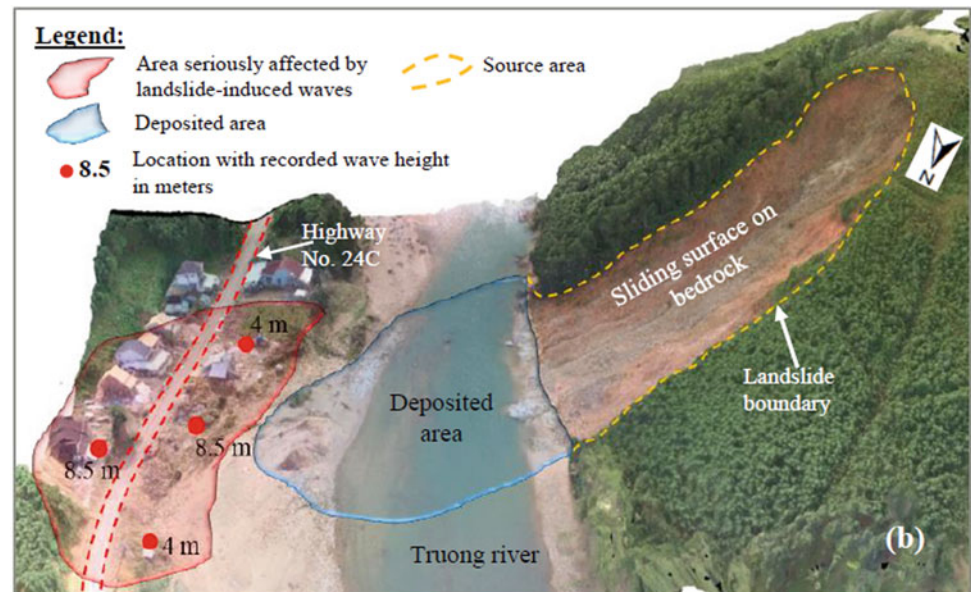 Legend:
Area seriously affected by
landslide-induced waves
Source area
Deposited area
8.5
Location with recorded wave height
in meters
Highway
No. 24C
N
Sliding surface on
bedrock
4 m
Landslide
boundary
Deposited
area
8.5 m
8.5 m
4 m
Truong river
(b)